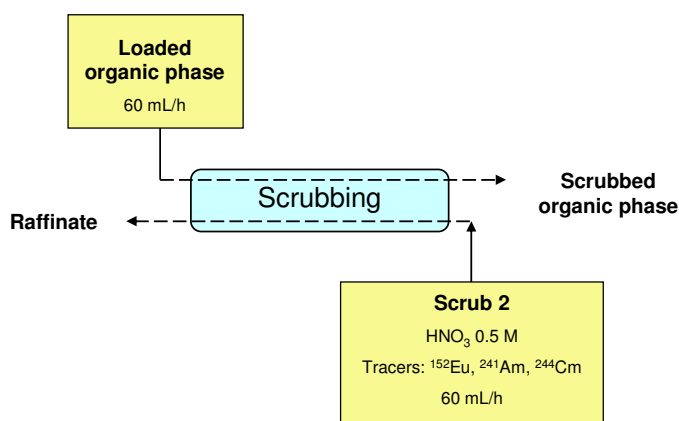 Loaded
organic phase
60 mL/h
Scrubbing
Scrubbed
organic phase
Raffinate
Scrub 2
HNO₃ 0.5 M
Tracers: ¹⁵²Eu, ²⁴¹Am, ²⁴⁴Cm
60 mL/h